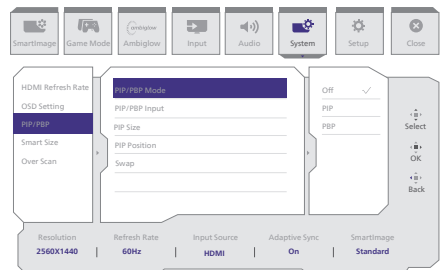 SmartImage Game Mode Ambiglow Input Audio System Setup Close
ambiglow
HDMI Refresh Rate
OSD Setting
PIP/PBP
Smart Size
Over Scan
PIP/PBP Mode
PIP/PBP Input
PIP Size
PIP Position
Swap
Off
PIP
PBP
Select
OK
Back
Resolution Refresh Rate Input Source Adaptive Sync SmartImage
2560X1440 | 60Hz | HDMI | On | Standard